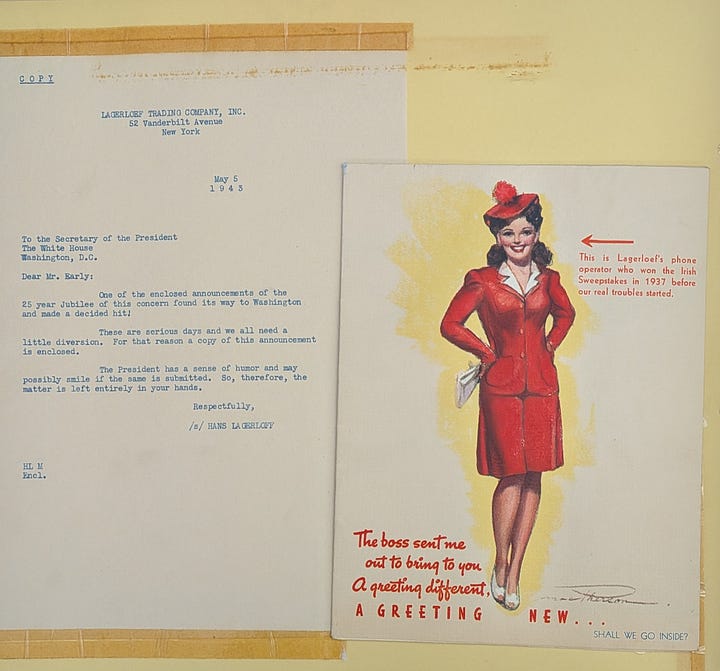 COPY
LAGERLOEF TRADING COMPANY, INC.
52 Vanderbilt Avenue
New York
May 5
1 9 4 3
To the Secretary of the President
The White House
Washington, D.C.
Dear Mr. Early:
One of the enclosed announcements of the
25 year Jubilee of this concern found its way to Washington
and made a decided hit!
These are serious days and we all need a
little diversion. For that reason a copy of this announcement
is enclosed.
The President has a sense of humor and may
possibly smile if the same is submitted. So, therefore, the
matter is left entirely in your hands.
Respectfully,
/s/ HANS LAGERLOFF
HL M
Encl.
This is Lagerloef's phone
operator who won the Irish
Sweepstakes in 1937 before
our real troubles started.
The boss sent me
out to bring to you
A greeting different,
A GREETING NEW...
mac Pherson
SHALL WE GO INSIDE?